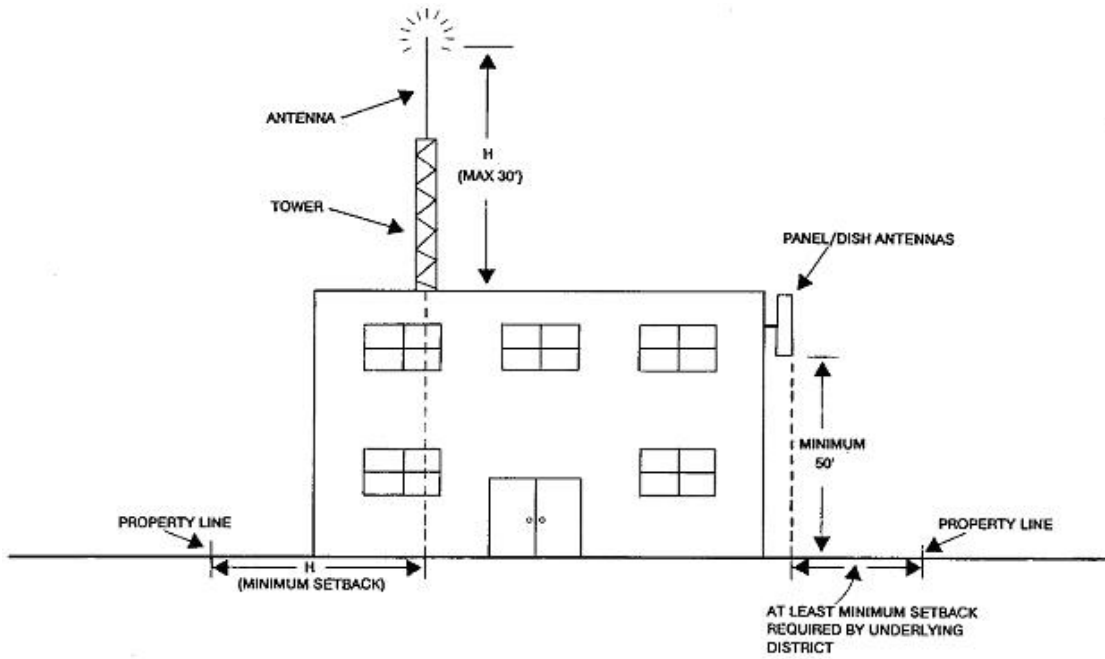 ANTENNA
H
(MAX 30')
TOWER
PANEL/DISH ANTENNAS
MINIMUM
50'
PROPERTY LINE
PROPERTY LINE
H
(MINIMUM SETBACK)
AT LEAST MINIMUM SETBACK
REQUIRED BY UNDERLYING
DISTRICT